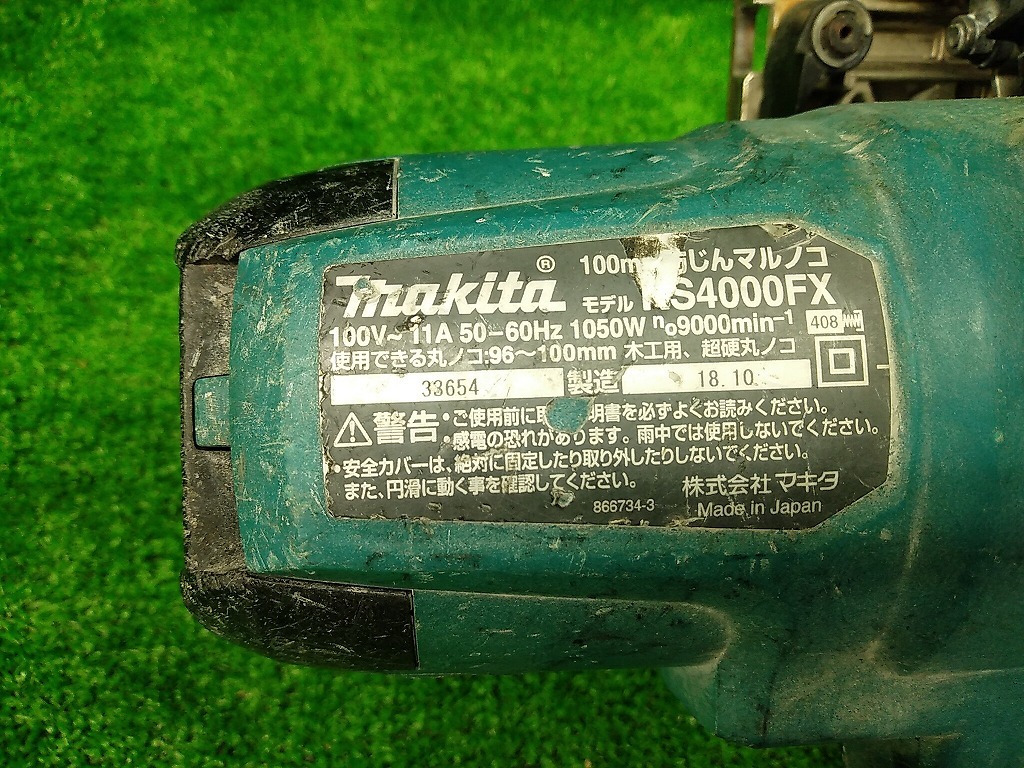 100m じんマルノコ
Makita®
モデル S4000FX
100V~ 11A 50-60Hz 1050W n₀9000min⁻¹
408
使用できる丸ノコ:96〜100mm 木工用、超硬丸ノコ
33654 製造 18.10
⚠警告・ご使用前に取 明書を必ずよくお読みください。
・感電の恐れがあります。雨中では使用しないでください。
・安全カバーは、絶対に固定したり取り外したりしないでください。
また、円滑に動く事を確認してください。
株式会社 マキタ
866734-3 Made in Japan